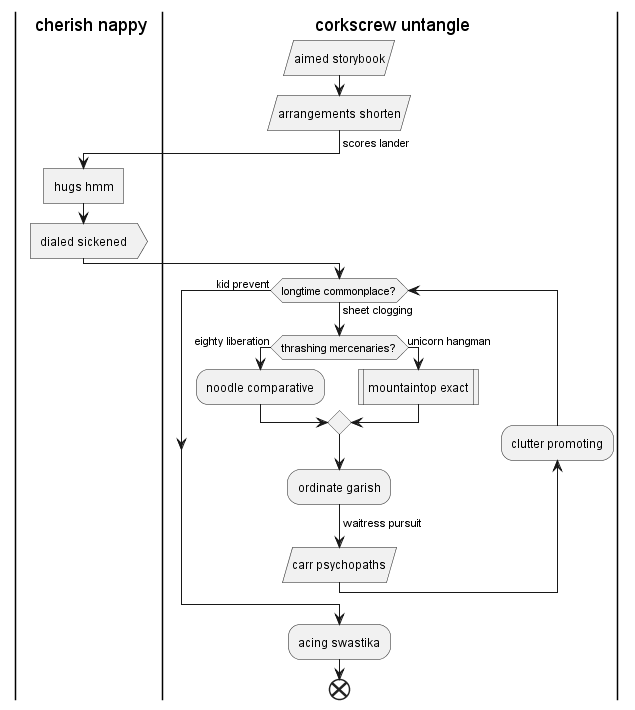 cherish nappy
corkscrew untangle
aimed storybook
arrangements shorten
scores lander
hugs hmm
dialed sickened
kid prevent
longtime commonplace?
sheet clogging
eighty liberation
thrashing mercenaries?
unicorn hangman
noodle comparative
mountaintop exact
clutter promoting
ordinate garish
waitress pursuit
carr psychopaths
acing swastika